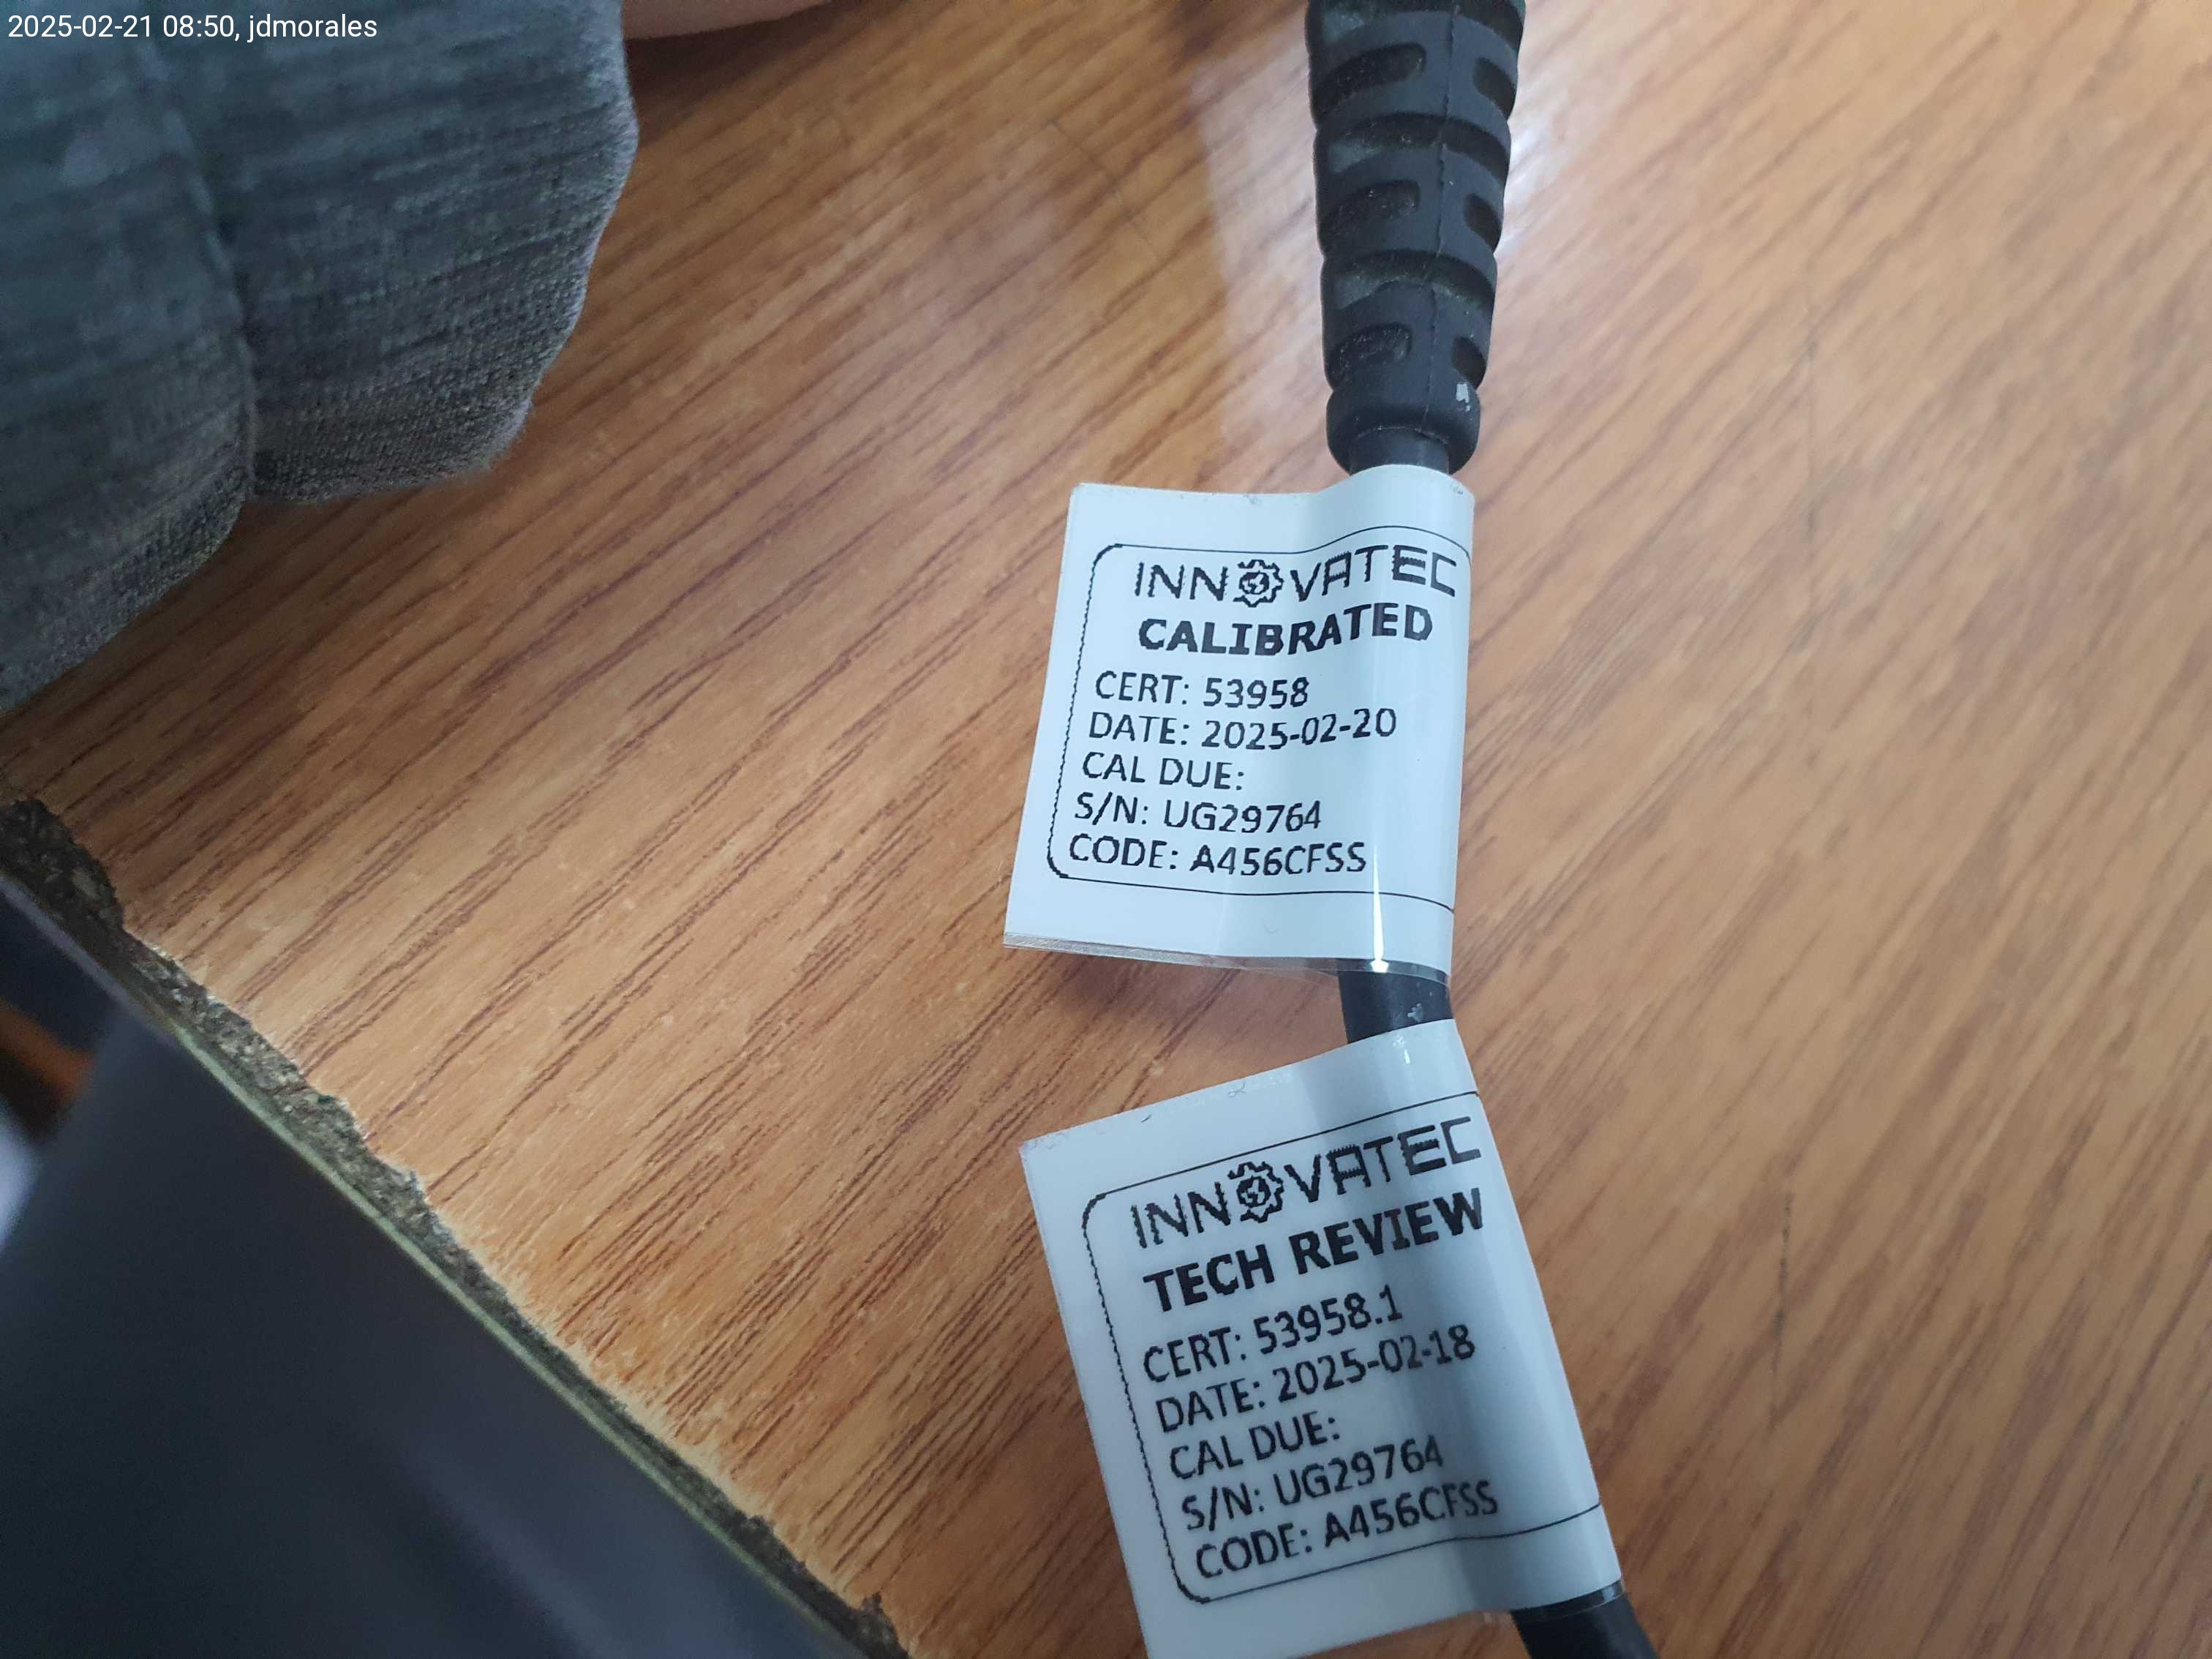 2025-02-21 08:50, jdmorales
INNOVATEC
CALIBRATED
CERT: 53958
DATE: 2025-02-20
CAL DUE:
S/N: UG29764
CODE: A456CFSS
INNOVATEC
TECH REVIEW
CERT: 53958.1
DATE: 2025-02-18
CAL DUE:
S/N: UG29764
CODE: A456CFSS